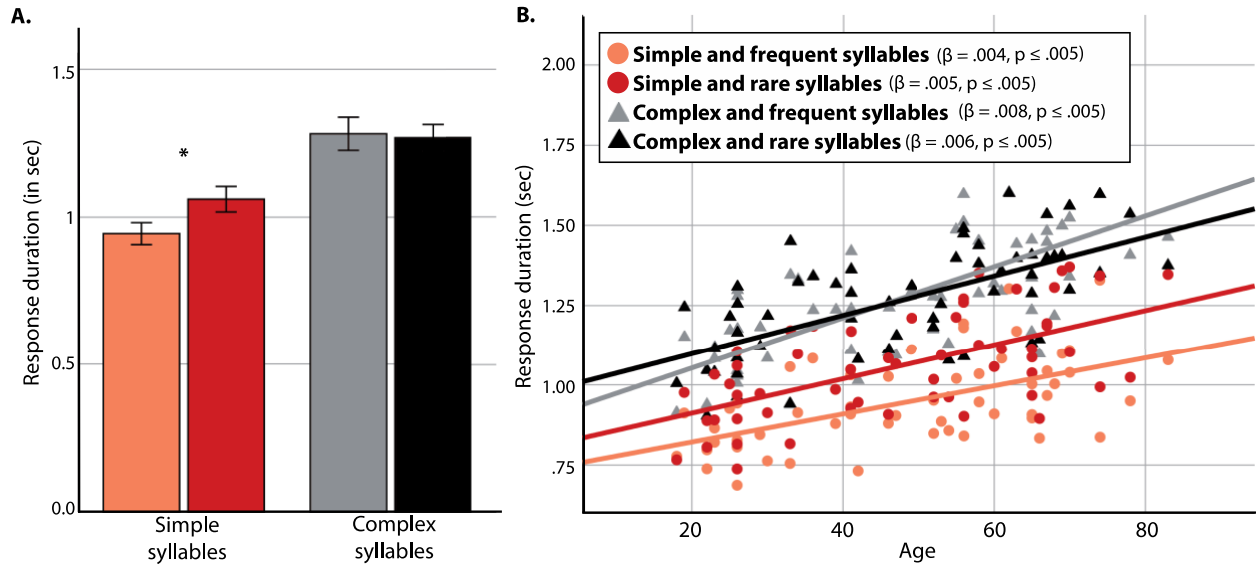 A.
1.5
1
0.5
0.0
Response duration (in sec)
*
Simple
syllables
Complex
syllables
B.
2.00
1.75
1.50
1.25
1.00
.75
Response duration (sec)
Simple and frequent syllables (β = .004, p ≤ .005)
Simple and rare syllables (β = .005, p ≤ .005)
Complex and frequent syllables (β = .008, p ≤ .005)
Complex and rare syllables (β = .006, p ≤ .005)
20 40 60 80
Age